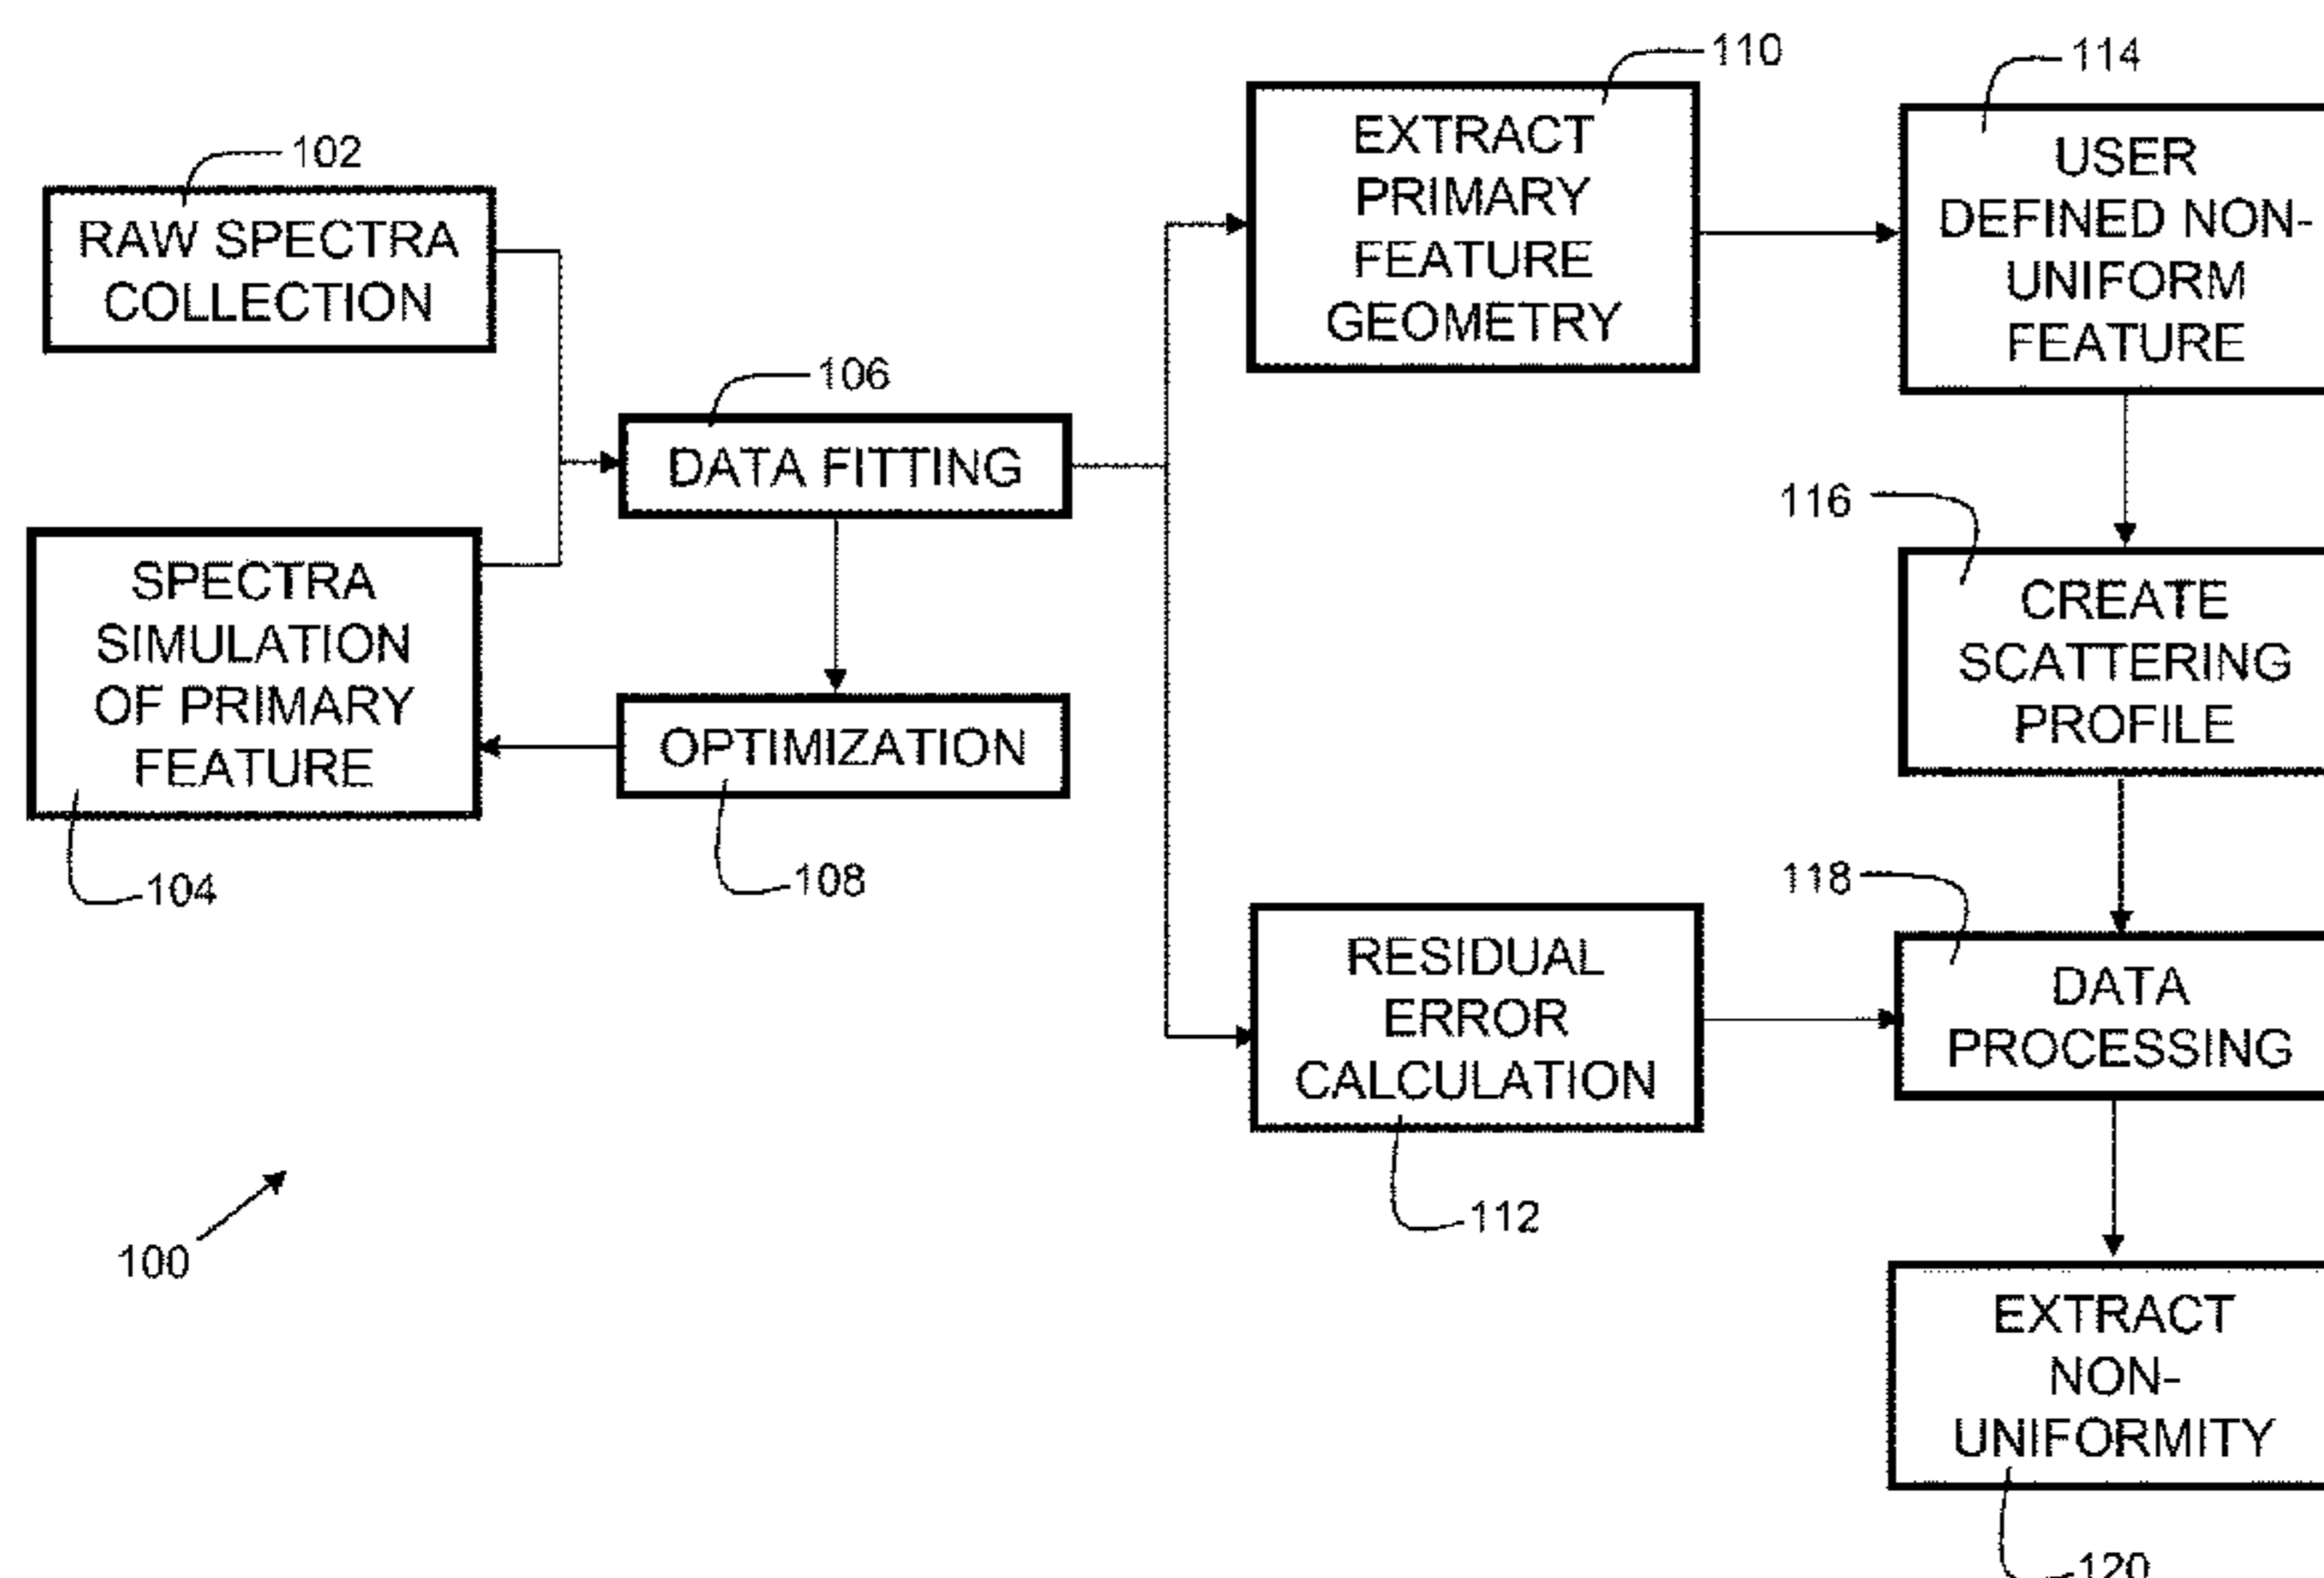 102
RAW SPECTRA
COLLECTION
SPECTRA
SIMULATION
OF PRIMARY
FEATURE
104
106
DATA FITTING
OPTIMIZATION
108
110
EXTRACT
PRIMARY
FEATURE
GEOMETRY
RESIDUAL
ERROR
CALCULATION
112
114
USER
DEFINED NON-
UNIFORM
FEATURE
116
CREATE
SCATTERING
PROFILE
118
DATA
PROCESSING
EXTRACT
NON-
UNIFORMITY
120
100